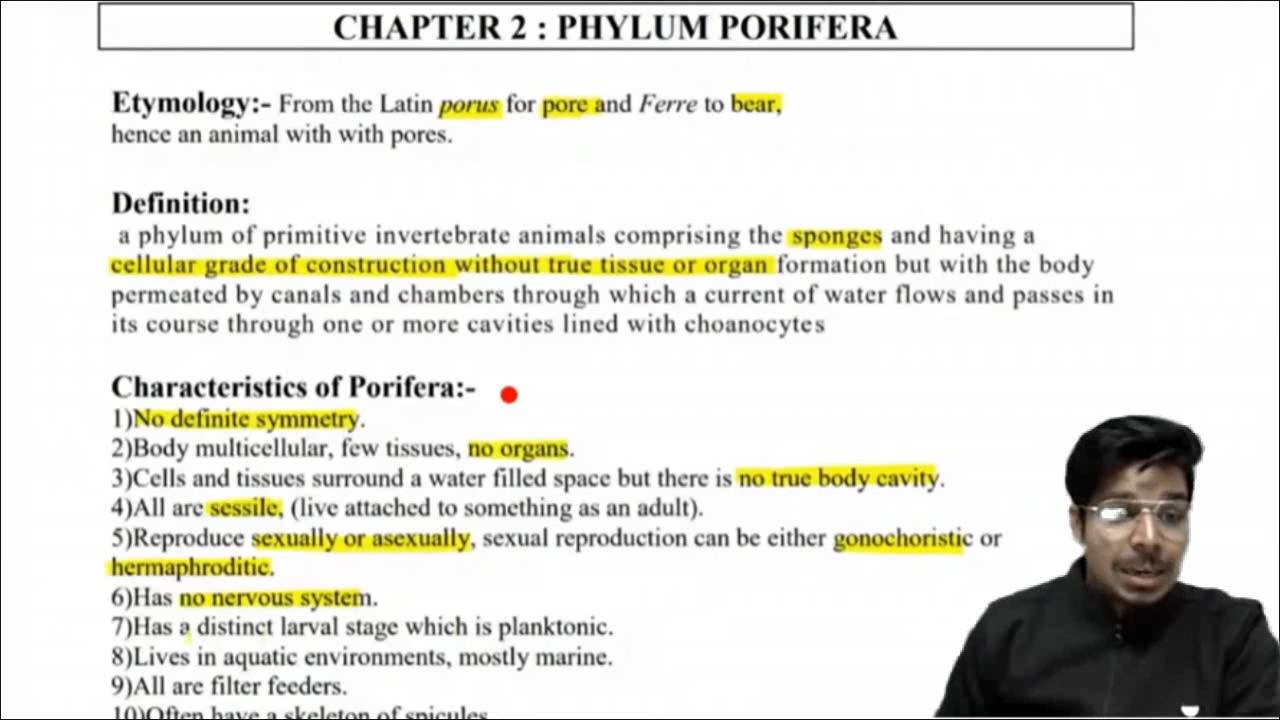 CHAPTER 2 : PHYLUM PORIFERA
Etymology:- From the Latin porus for pore and Ferre to bear,
hence an animal with with pores.
Definition:
a phylum of primitive invertebrate animals comprising the sponges and having a
cellular grade of construction without true tissue or organ formation but with the body
permeated by canals and chambers through which a current of water flows and passes in
its course through one or more cavities lined with choanocytes
Characteristics of Porifera:-
1)No definite symmetry.
2)Body multicellular, few tissues, no organs.
3)Cells and tissues surround a water filled space but there is no true body cavity.
4)All are sessile, (live attached to something as an adult).
5)Reproduce sexually or asexually, sexual reproduction can be either gonochoristic or
hermaphroditic.
6)Has no nervous system.
7)Has a distinct larval stage which is planktonic.
8)Lives in aquatic environments, mostly marine.
9)All are filter feeders.
10)Often have a skeleton of spicules